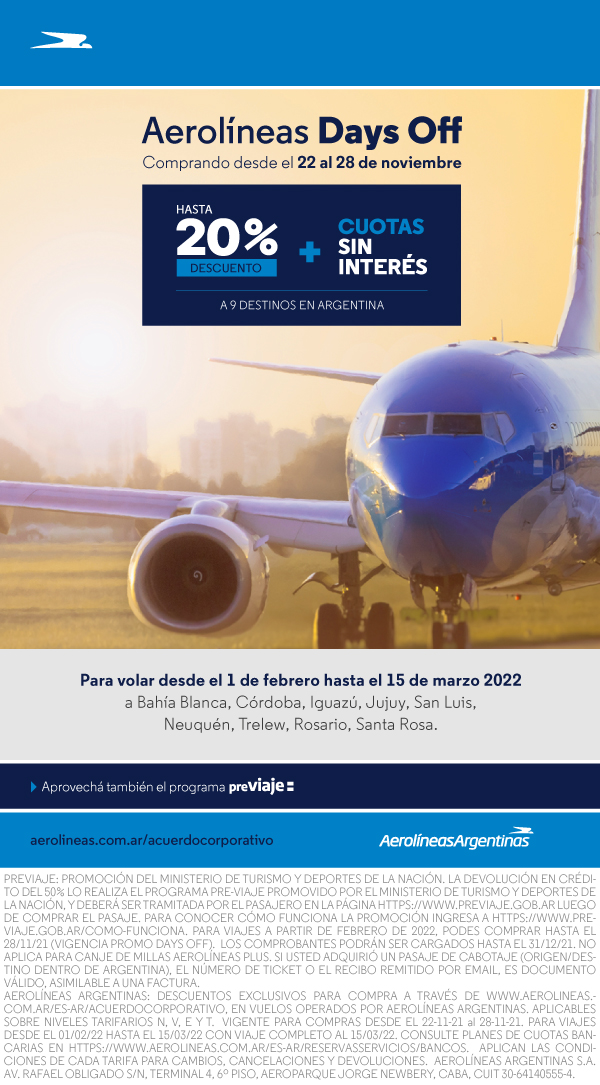 Aerolíneas Days Off
Comprando desde el 22 al 28 de noviembre
HASTA
20%
DESCUENTO
+
CUOTAS
SIN
INTERÉS
A 9 DESTINOS EN ARGENTINA
Para volar desde el 1 de febrero hasta el 15 de marzo 2022
a Bahía Blanca, Córdoba, Iguazú, Jujuy, San Luis,
Neuquén, Trelew, Rosario, Santa Rosa.
Aprovechá también el programa preViaje
aerolineas.com.ar/acuerdocorporativo
AerolíneasArgentinas
PREVIAJE: PROMOCIÓN DEL MINISTERIO DE TURISMO Y DEPORTES DE LA NACIÓN. LA DEVOLUCIÓN EN CRÉDI-
TO DEL 50% LO REALIZA EL PROGRAMA PRE-VIAJE PROMOVIDO POR EL MINISTERIO DE TURISMO Y DEPORTES DE
LA NACIÓN, Y DEBERÁ SER TRAMITADA POR EL PASAJERO EN LA PÁGINA HTTPS://WWW.PREVIAJE.GOB.AR LUEGO
DE COMPRAR EL PASAJE. PARA CONOCER CÓMO FUNCIONA LA PROMOCIÓN INGRESA A HTTPS://WWW.PRE-
VIAJE.GOB.AR/COMO-FUNCIONA. PARA VIAJES A PARTIR DE FEBRERO DE 2022, PODES COMPRAR HASTA EL
28/11/21 (VIGENCIA PROMO DAYS OFF). LOS COMPROBANTES PODRÁN SER CARGADOS HASTA EL 31/12/21. NO
APLICA PARA CANJE DE MILLAS AEROLÍNEAS PLUS. SI USTED ADQUIRIÓ UN PASAJE DE CABOTAJE (ORIGEN/DES-
TINO DENTRO DE ARGENTINA), EL NÚMERO DE TICKET O EL RECIBO REMITIDO POR EMAIL, ES DOCUMENTO
VÁLIDO, ASIMILABLE A UNA FACTURA.
AEROLÍNEAS ARGENTINAS: DESCUENTOS EXCLUSIVOS PARA COMPRA A TRAVÉS DE WWW.AEROLINEAS.-
COM.AR/ES-AR/ACUERDOCORPORATIVO, EN VUELOS OPERADOS POR AEROLÍNEAS ARGENTINAS. APLICABLES
SOBRE NIVELES TARIFARIOS N, V, E Y T. VIGENTE PARA COMPRAS DESDE EL 22-11-21 al 28-11-21. PARA VIAJES
DESDE EL 01/02/22 HASTA EL 15/03/22 CON VIAJE COMPLETO AL 15/03/22. CONSULTE PLANES DE CUOTAS BAN-
CARIAS EN HTTPS://WWW.AEROLINEAS.COM.AR/ES-AR/RESERVASSERVICIOS/BANCOS. APLICAN LAS CONDI-
CIONES DE CADA TARIFA PARA CAMBIOS, CANCELACIONES Y DEVOLUCIONES. AEROLÍNEAS ARGENTINAS S.A.
AV. RAFAEL OBLIGADO S/N, TERMINAL 4, 6º PISO, AEROPARQUE JORGE NEWBERY, CABA, CUIT 30-64140555-4.